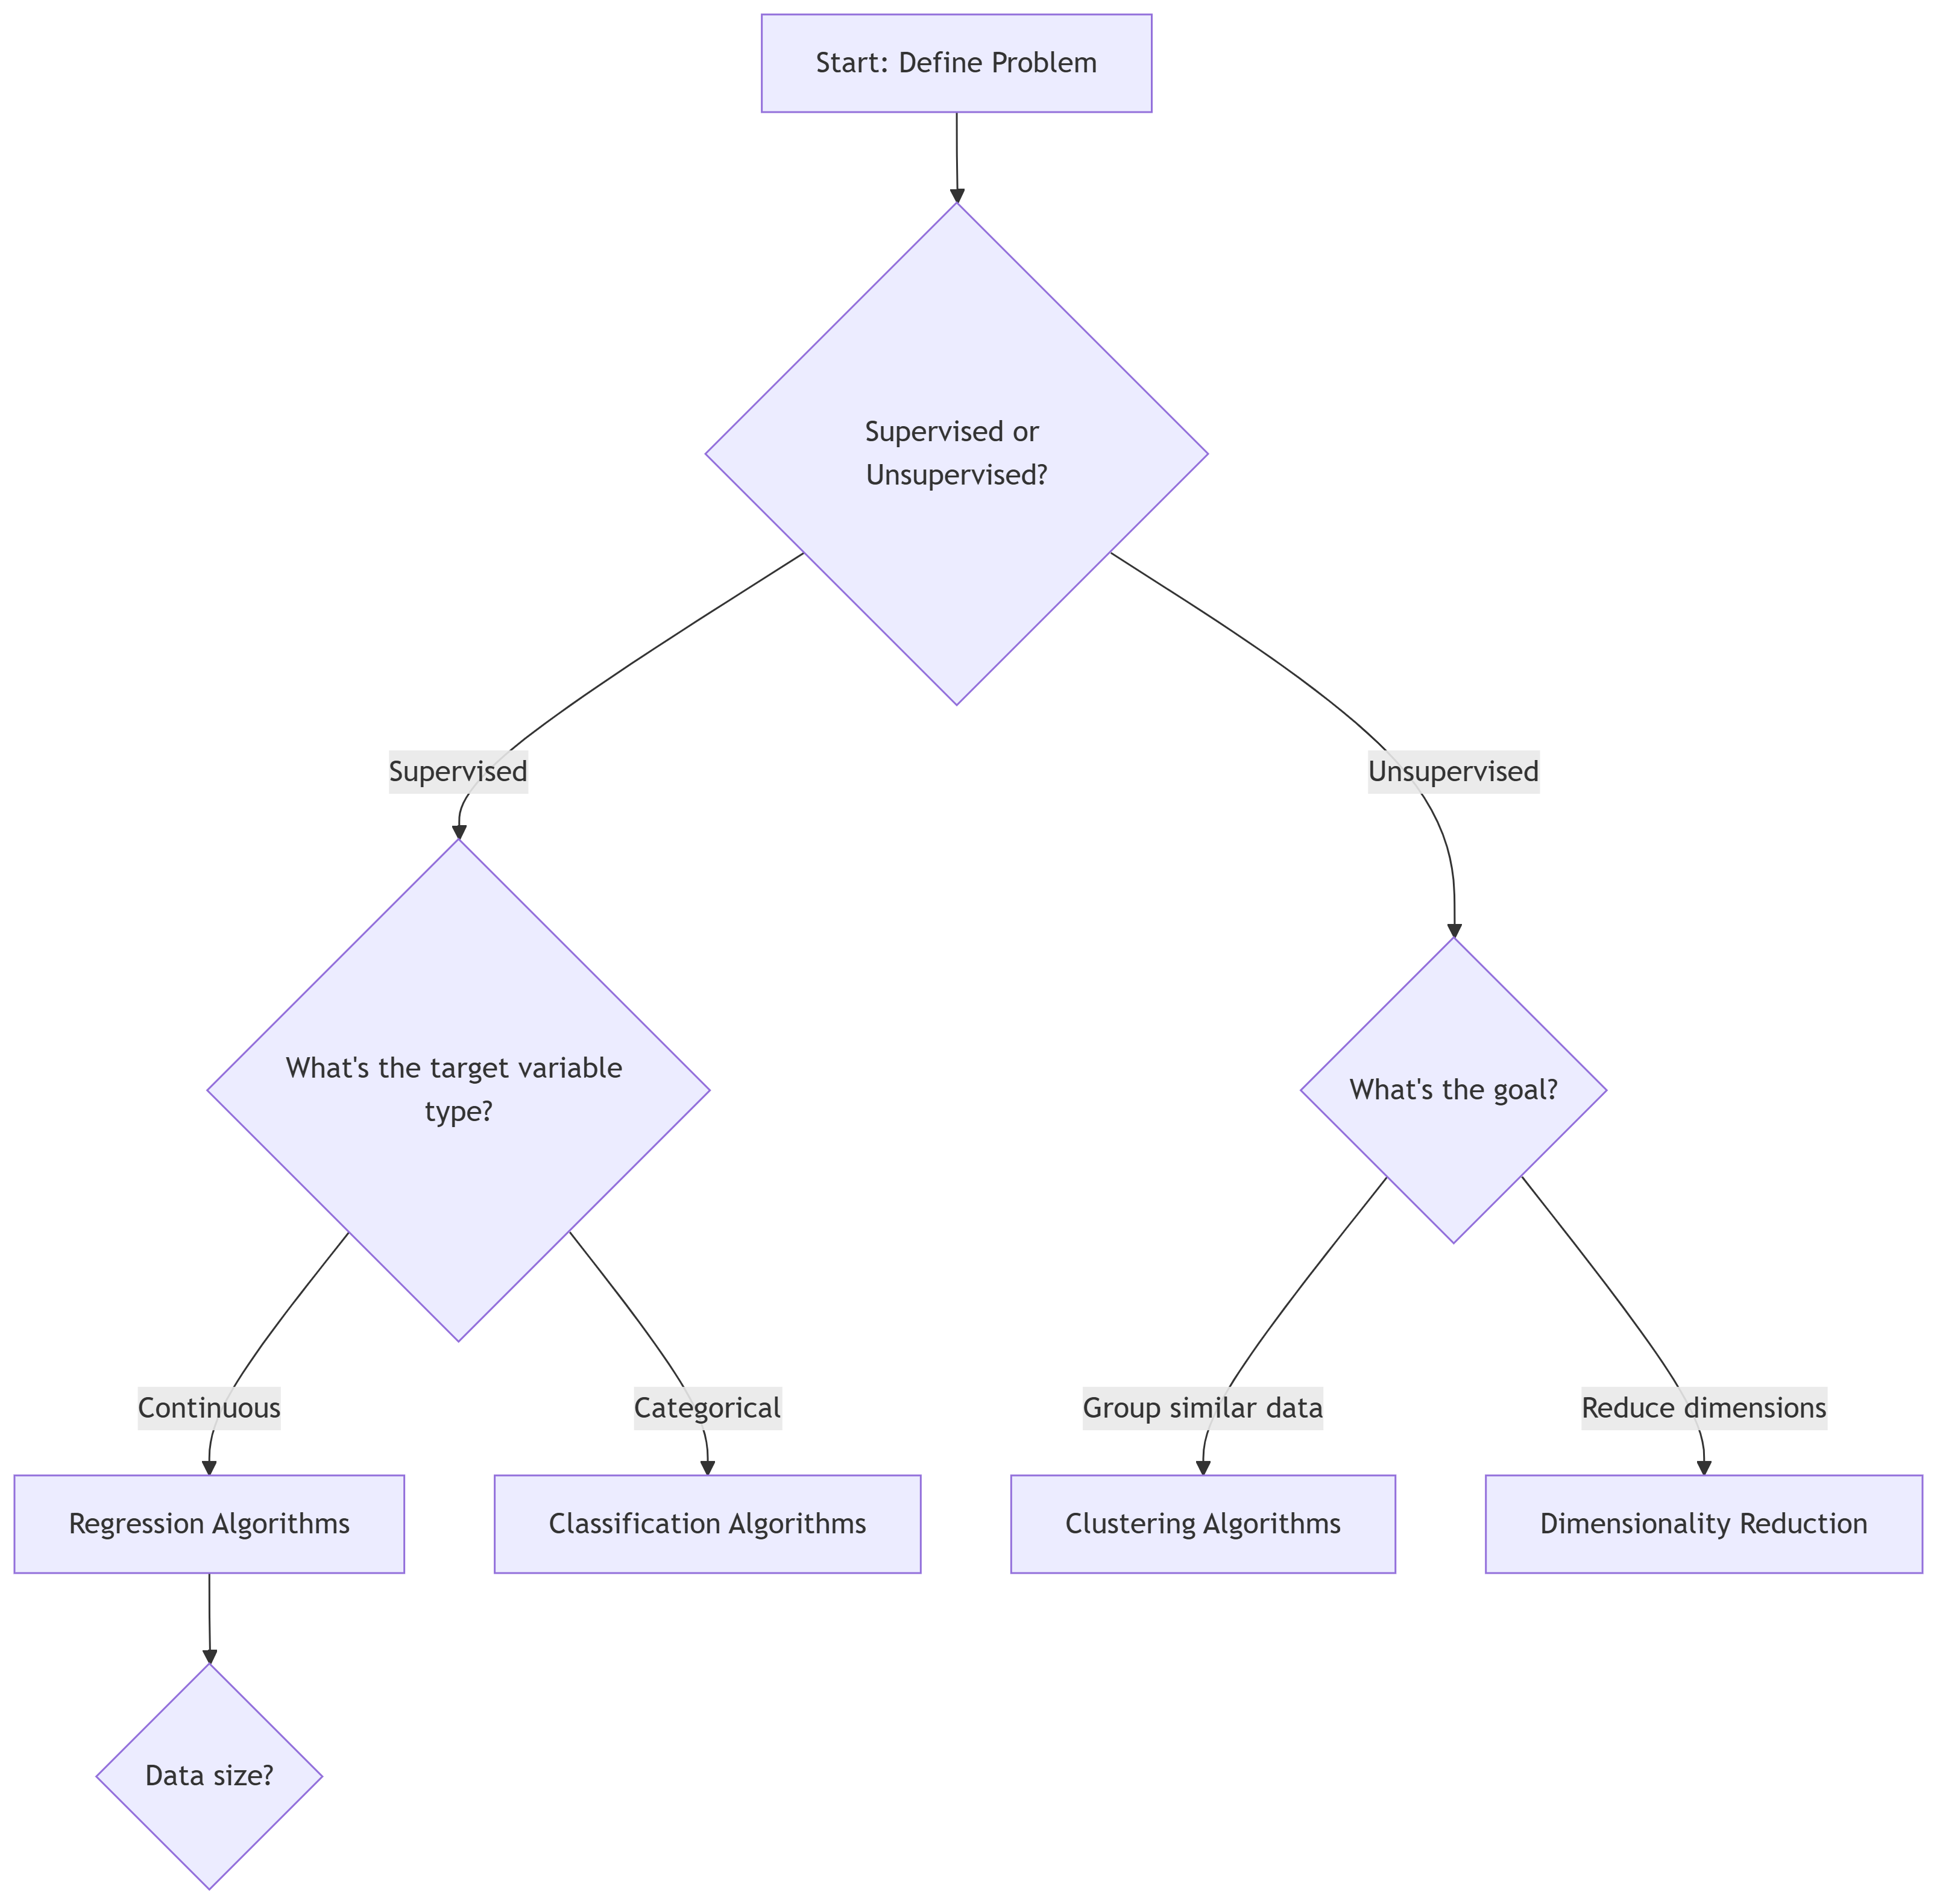 Start: Define Problem
Supervised or
Unsupervised?
Supervised
Unsupervised
What's the target variable
type?
What's the goal?
Continuous
Categorical
Group similar data
Reduce dimensions
Regression Algorithms
Classification Algorithms
Clustering Algorithms
Dimensionality Reduction
Data size?